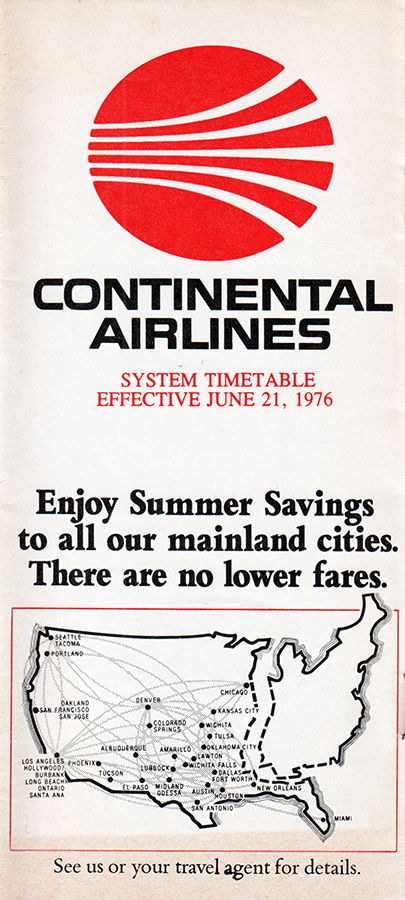 CONTINENTAL
AIRLINES
SYSTEM TIMETABLE
EFFECTIVE JUNE 21, 1976
Enjoy Summer Savings
to all our mainland cities.
There are no lower fares.
SEATTLE
TACOMA
PORTLAND
OAKLAND
SAN FRANCISCO
SAN JOSE
LOS ANGELES
HOLLYWOOD/
BURBANK
LONG BEACH
ONTARIO
SANTA ANA
PHOENIX
TUCSON
ALBUQUERQUE
EL PASO
DENVER
COLORADO
SPRINGS
AMARILLO
LUBBOCK
MIDLAND
ODESSA
CHICAGO
KANSAS CITY
WICHITA
TULSA
OKLAHOMA CITY
LAWTON
WICHITA FALLS
DALLAS
FORT WORTH
AUSTIN
HOUSTON
SAN ANTONIO
NEW ORLEANS
MIAMI
See us or your travel agent for details.